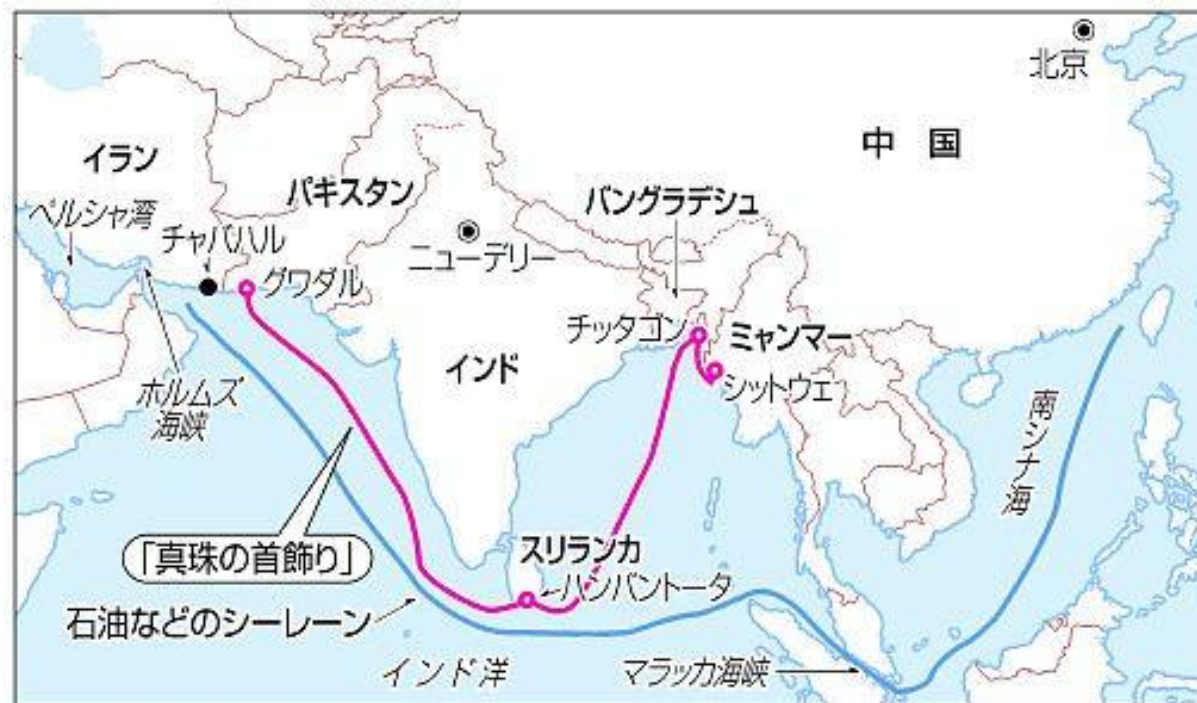 北京
中国
イラン
ペルシャ湾
パキスタン
バングラデシュ
チャバハル
ニューデリー
グワダル
チッタゴン
ミャンマー
インド
シットウェ
ホルムズ
海峡
南シナ海
「真珠の首飾り」
スリランカ
ハンバントータ
石油などのシーレーン
インド洋
マラッカ海峡